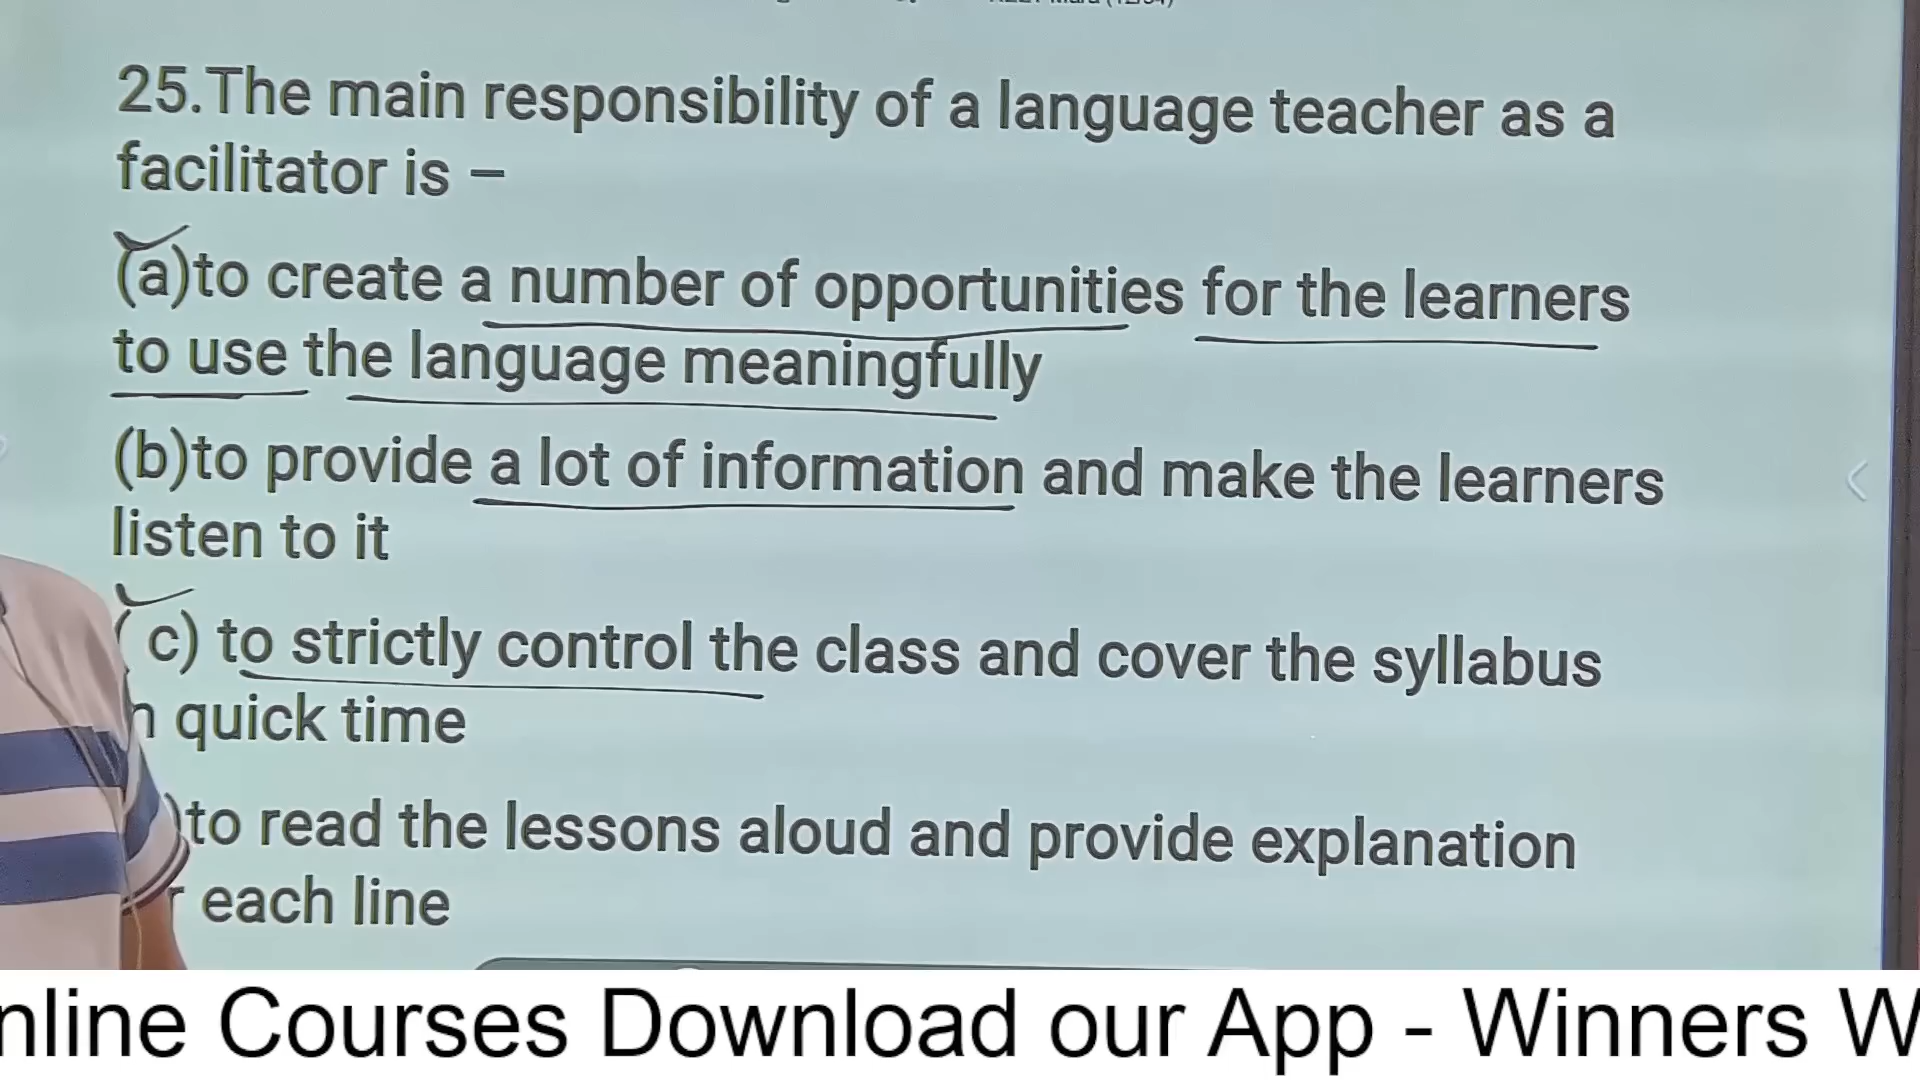 25.The main responsibility of a language teacher as a
facilitator is –
(a)to create a number of opportunities for the learners
to use the language meaningfully
(b)to provide a lot of information and make the learners
listen to it
( c) to strictly control the class and cover the syllabus
quick time
)to read the lessons aloud and provide explanation
each line
nline Courses Download our App - Winners W